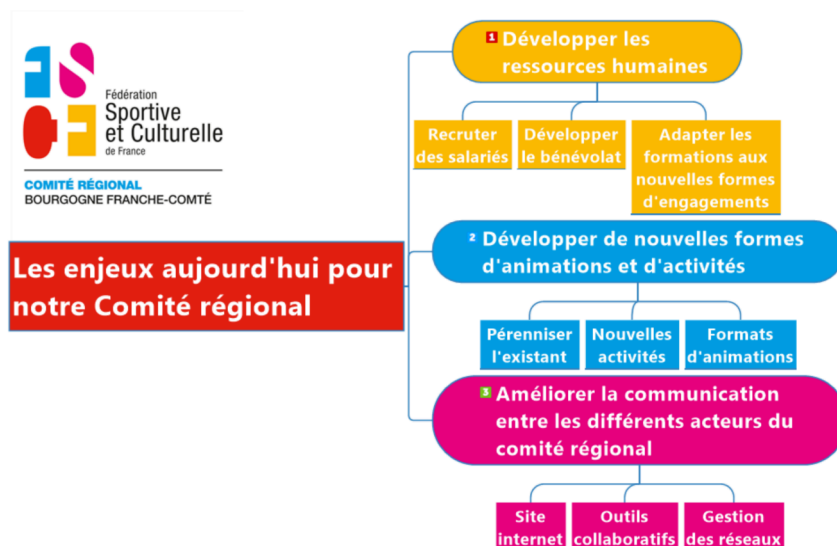 FSCF
Fédération
Sportive
et Culturelle
de France
COMITÉ RÉGIONAL
BOURGOGNE FRANCHE-COMTÉ
Les enjeux aujourd'hui pour
notre Comité régional
1 Développer les
ressources humaines
Recruter
des salariés
Développer
le bénévolat
Adapter les
formations aux
nouvelles formes
d'engagements
2 Développer de nouvelles formes
d'animations et d'activités
Pérenniser
l'existant
Nouvelles
activités
Formats
d'animations
3 Améliorer la communication
entre les différents acteurs du
comité régional
Site
internet
Outils
collaboratifs
Gestion
des réseaux